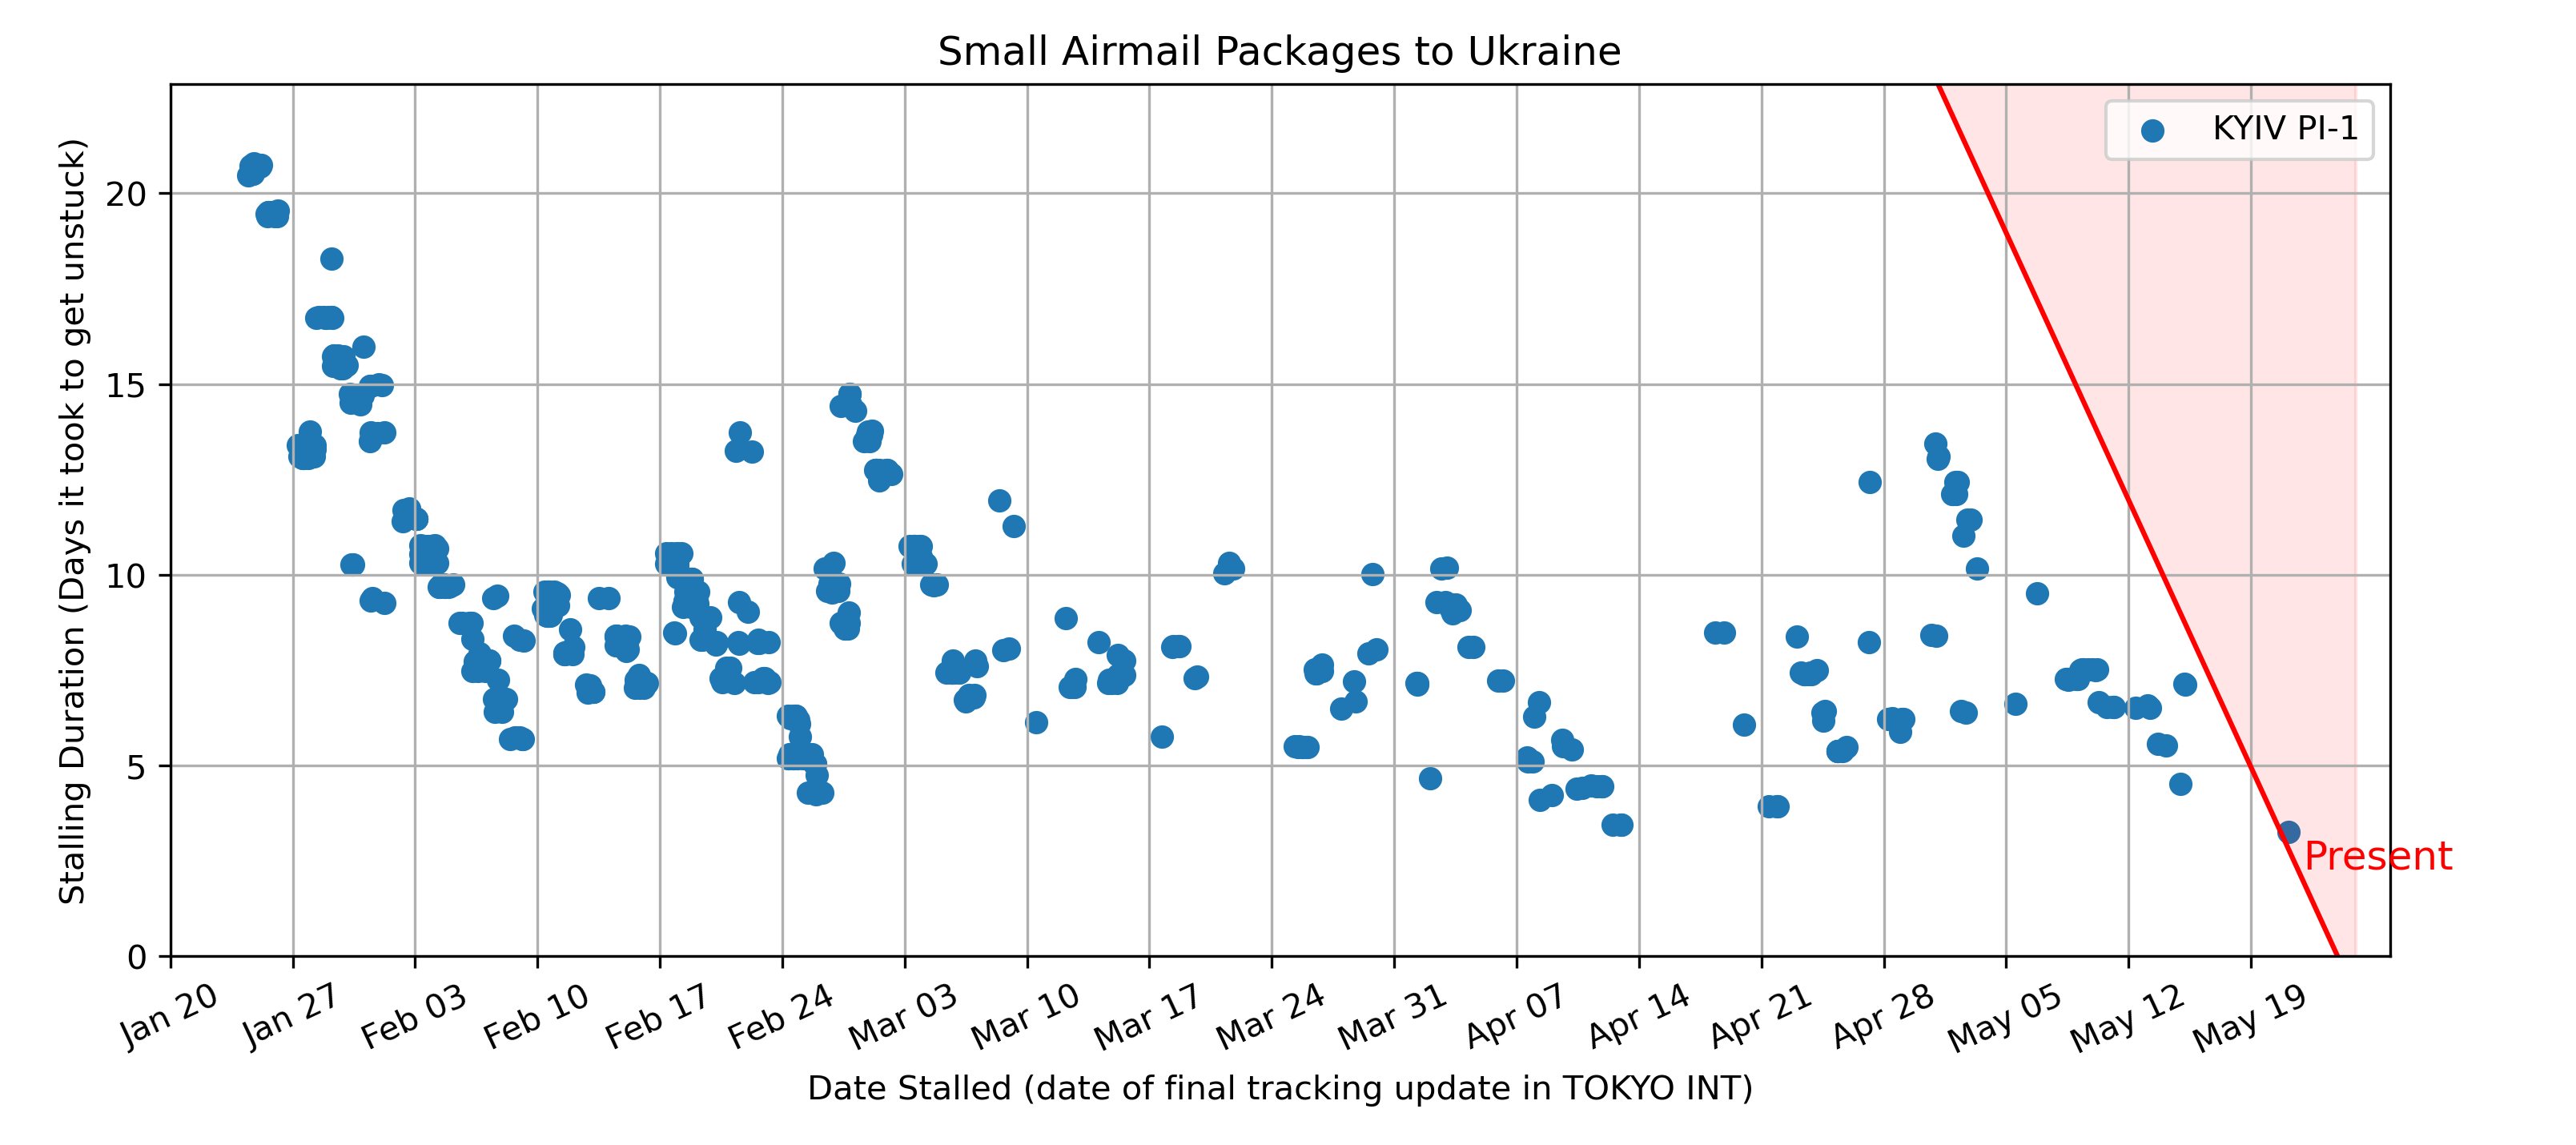 Small Airmail Packages to Ukraine
KYIV PI-1
Stalling Duration (Days it took to get unstuck)
20
15
10
5
0
Present
Jan 20
Jan 27
Feb 03
Feb 10
Feb 17
Feb 24
Mar 03
Mar 10
Mar 17
Mar 24
Mar 31
Apr 07
Apr 14
Apr 21
Apr 28
May 05
May 12
May 19
Date Stalled (date of final tracking update in TOKYO INT)